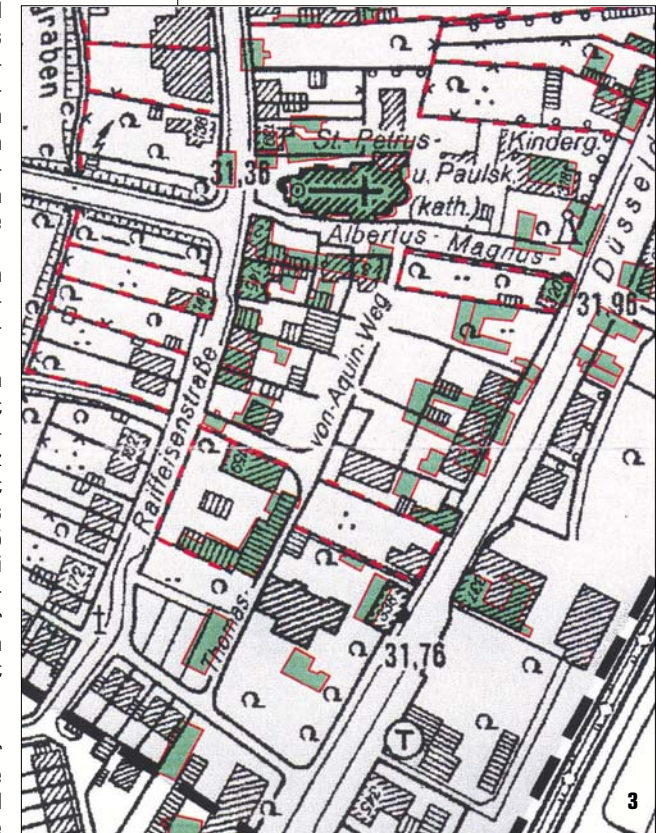 graben
St.-Petrus-
Kinderg.
31,36
u. Paulsk.
(kath.)
Albertus - Magnus -
Düssel
31,96
von-Aquin-Weg
Raiffeisenstraße
Thomas-
31,76
T
3